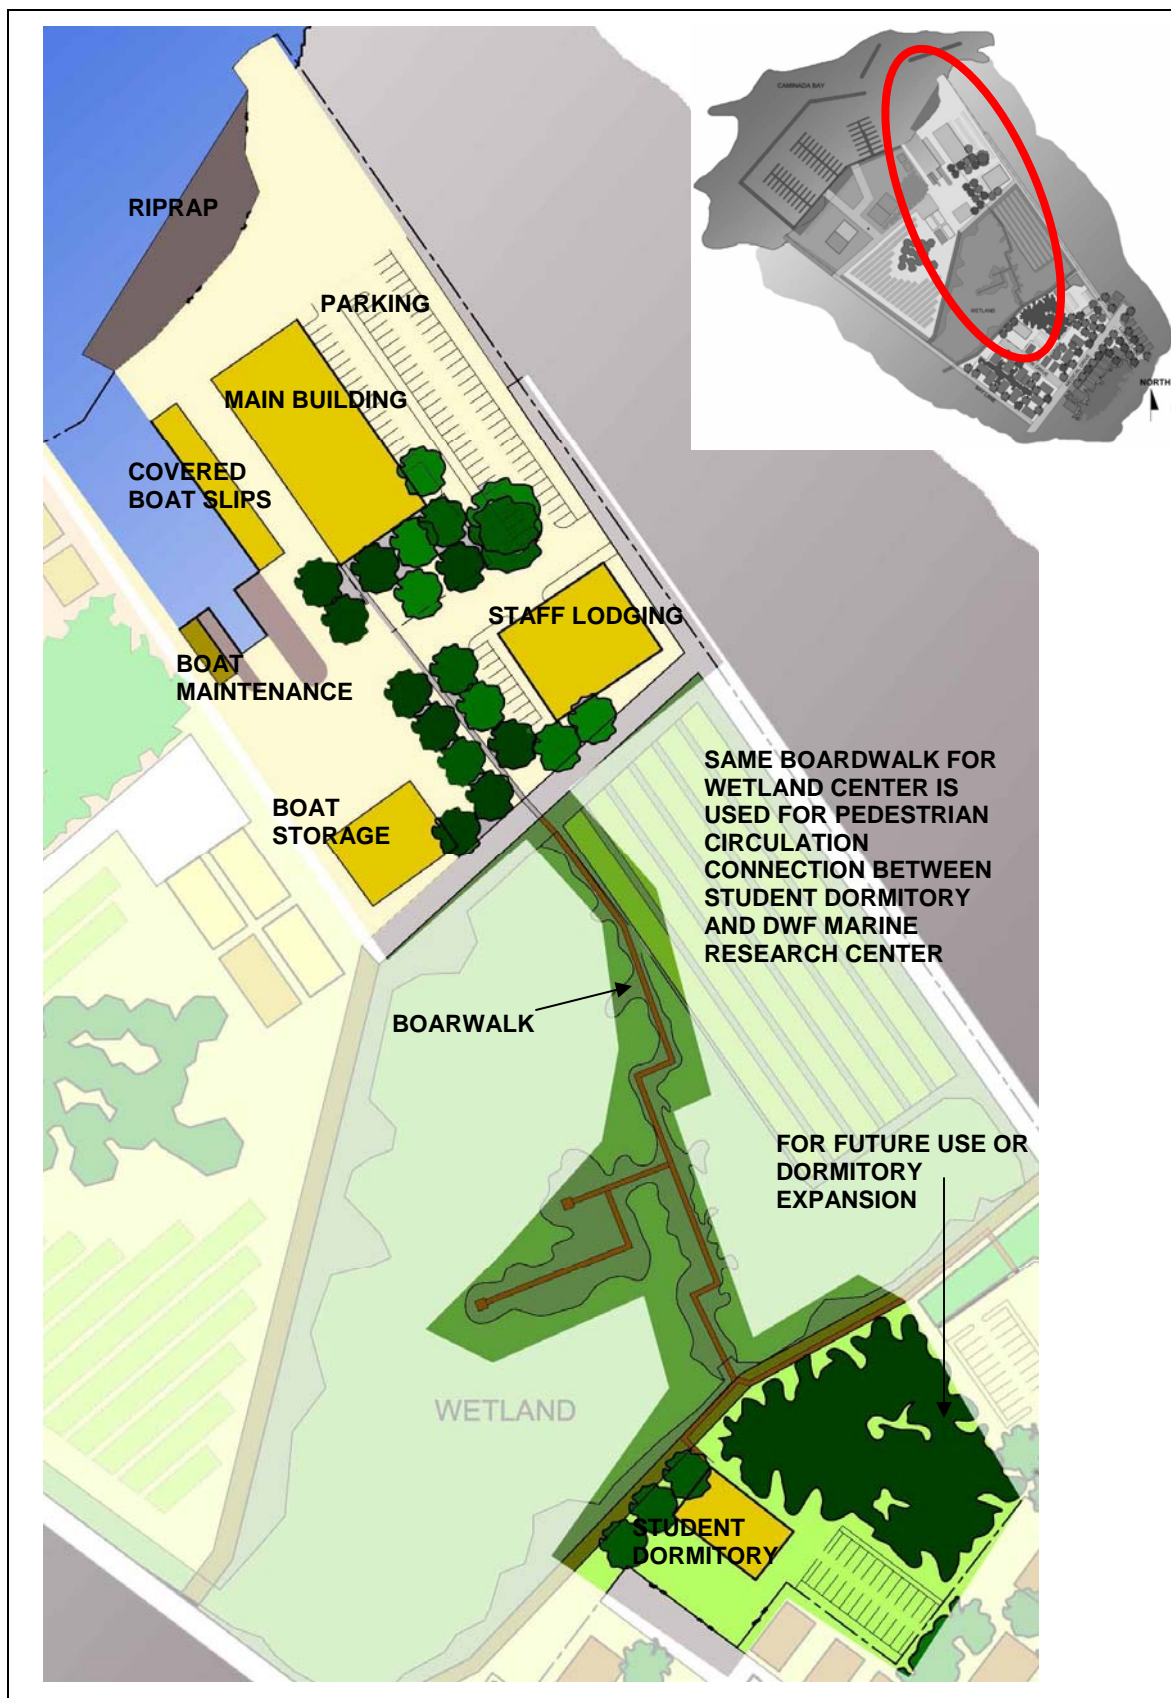 CAMINADA BAY
WETLAND
NORTH
RIPRAP
PARKING
MAIN BUILDING
COVERED
BOAT SLIPS
STAFF LODGING
BOAT
MAINTENANCE
BOAT
STORAGE
SAME BOARDWALK FOR
WETLAND CENTER IS
USED FOR PEDESTRIAN
CIRCULATION
CONNECTION BETWEEN
STUDENT DORMITORY
AND DWF MARINE
RESEARCH CENTER
BOARWALK
FOR FUTURE USE OR
DORMITORY
EXPANSION
WETLAND
STUDENT
DORMITORY